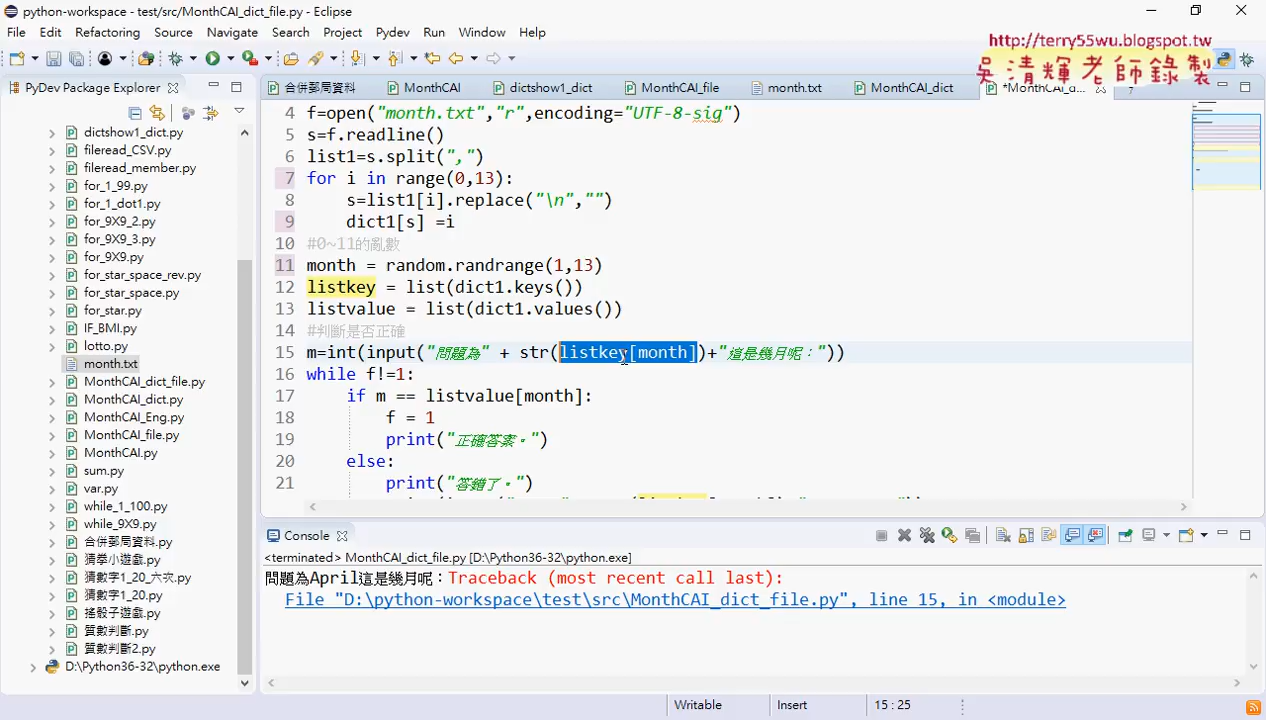 python-workspace - test/src/MonthCAI_dict_file.py - Eclipse
File Edit Refactoring Source Navigate Search Project Pydev Run Window Help
http://terry55wu.blogspot.tw
吳清輝老師錄製
PyDev Package Explorer
合併郵局資料 MonthCAI dictshow1_dict MonthCAI_file month.txt MonthCAI_dict *MonthCAI_d...
dictshow1_dict.py
fileread_CSV.py
fileread_member.py
for_1_99.py
for_1_dot1.py
for_9X9_2.py
for_9X9_3.py
for_9X9.py
for_star_space_rev.py
for_star_space.py
for_star.py
IF_BMI.py
lotto.py
month.txt
MonthCAI_dict_file.py
MonthCAI_dict.py
MonthCAI_Eng.py
MonthCAI_file.py
MonthCAI.py
sum.py
var.py
while_1_100.py
while_9X9.py
合併郵局資料.py
猜拳小遊戲.py
猜數字1_20_六次.py
猜數字1_20.py
搖骰子遊戲.py
質數判斷.py
質數判斷2.py
D:\Python36-32\python.exe
4 f=open("month.txt","r",encoding="UTF-8-sig")
5 s=f.readline()
6 list1=s.split(",")
7 for i in range(0,13):
8 s=list1[i].replace("\n","")
9 dict1[s] =i
10 #0~11的亂數
11 month = random.randrange(1,13)
12 listkey = list(dict1.keys())
13 listvalue = list(dict1.values())
14 #判斷是否正確
15 m=int(input("問題為" + str(listkey[month])+"這是幾月呢："))
16 while f!=1:
17 if m == listvalue[month]:
18 f = 1
19 print("正確答案。")
20 else:
21 print("答錯了。")
Console
<terminated> MonthCAI_dict_file.py [D:\Python36-32\python.exe]
問題為April這是幾月呢：Traceback (most recent call last):
File "D:\python-workspace\test\src\MonthCAI_dict_file.py", line 15, in <module>
Writable Insert 15 : 25